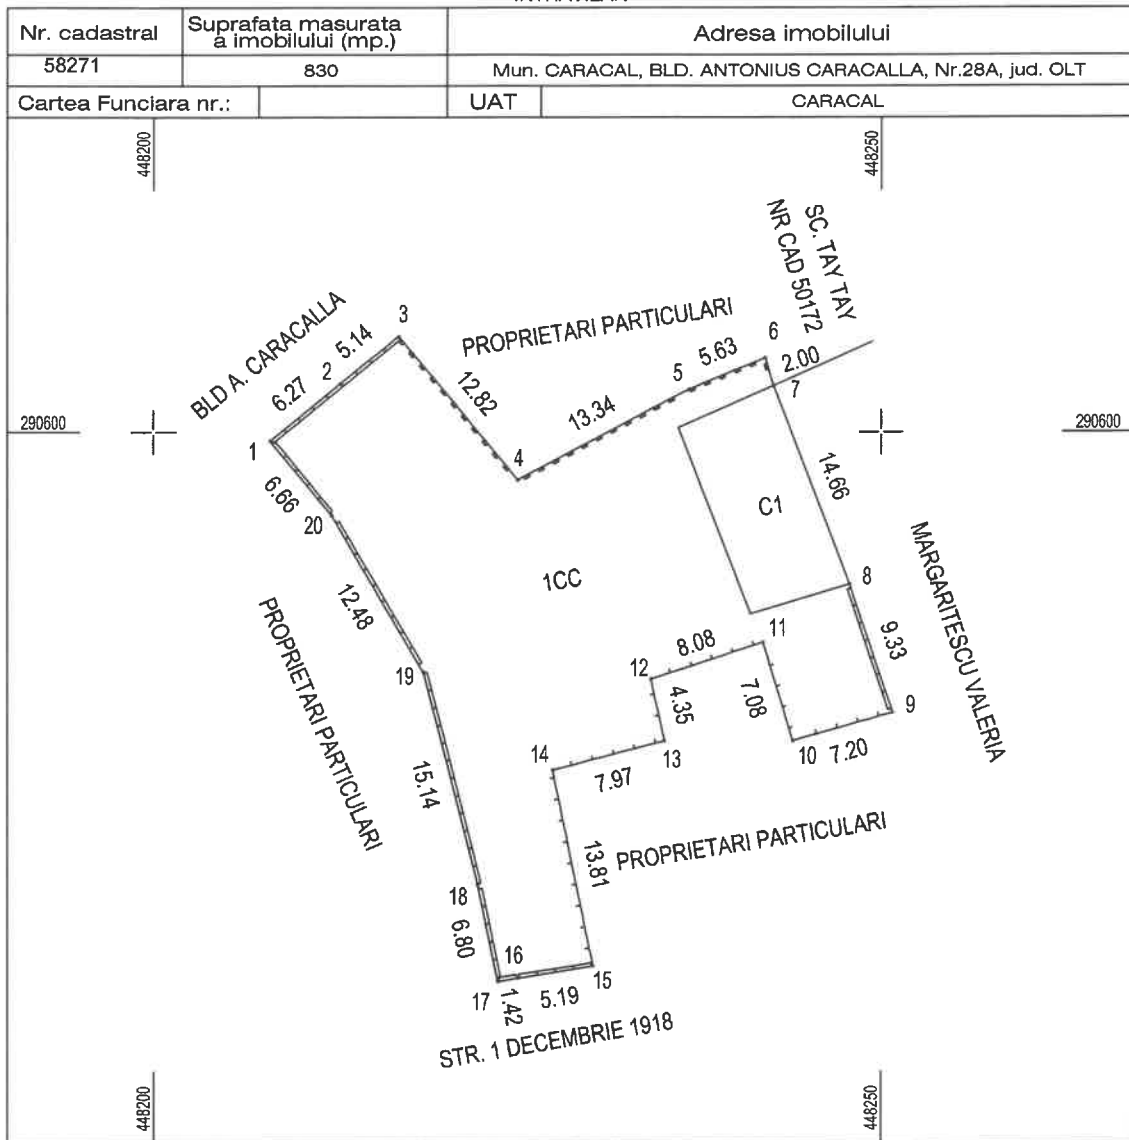 Nr. cadastral
Suprafata masurata
a imobilului (mp.)
Adresa imobilului
58271
830
Mun. CARACAL, BLD. ANTONIUS CARACALLA, Nr.28A, jud. OLT
Cartea Funciara nr.:
UAT
CARACAL
448200
448250
SC. TAY TAY
NR CAD 50172
BLD A. CARACALLA
3
PROPRIETARI PARTICULARI
6
5.14
2
6.27
12.82
5
5.63
2.00
7
13.34
290600
290600
1
4
6.66
20
14.66
C1
12.48
1CC
8
MARGARITESCU VALERIA
PROPRIETARI PARTICULARI
11
8.08
9.33
12
19
4.35
7.08
9
10
7.20
14
13
7.97
15.14
13.81
PROPRIETARI PARTICULARI
18
6.80
16
15
17
1.42
5.19
STR. 1 DECEMBRIE 1918
448200
448250